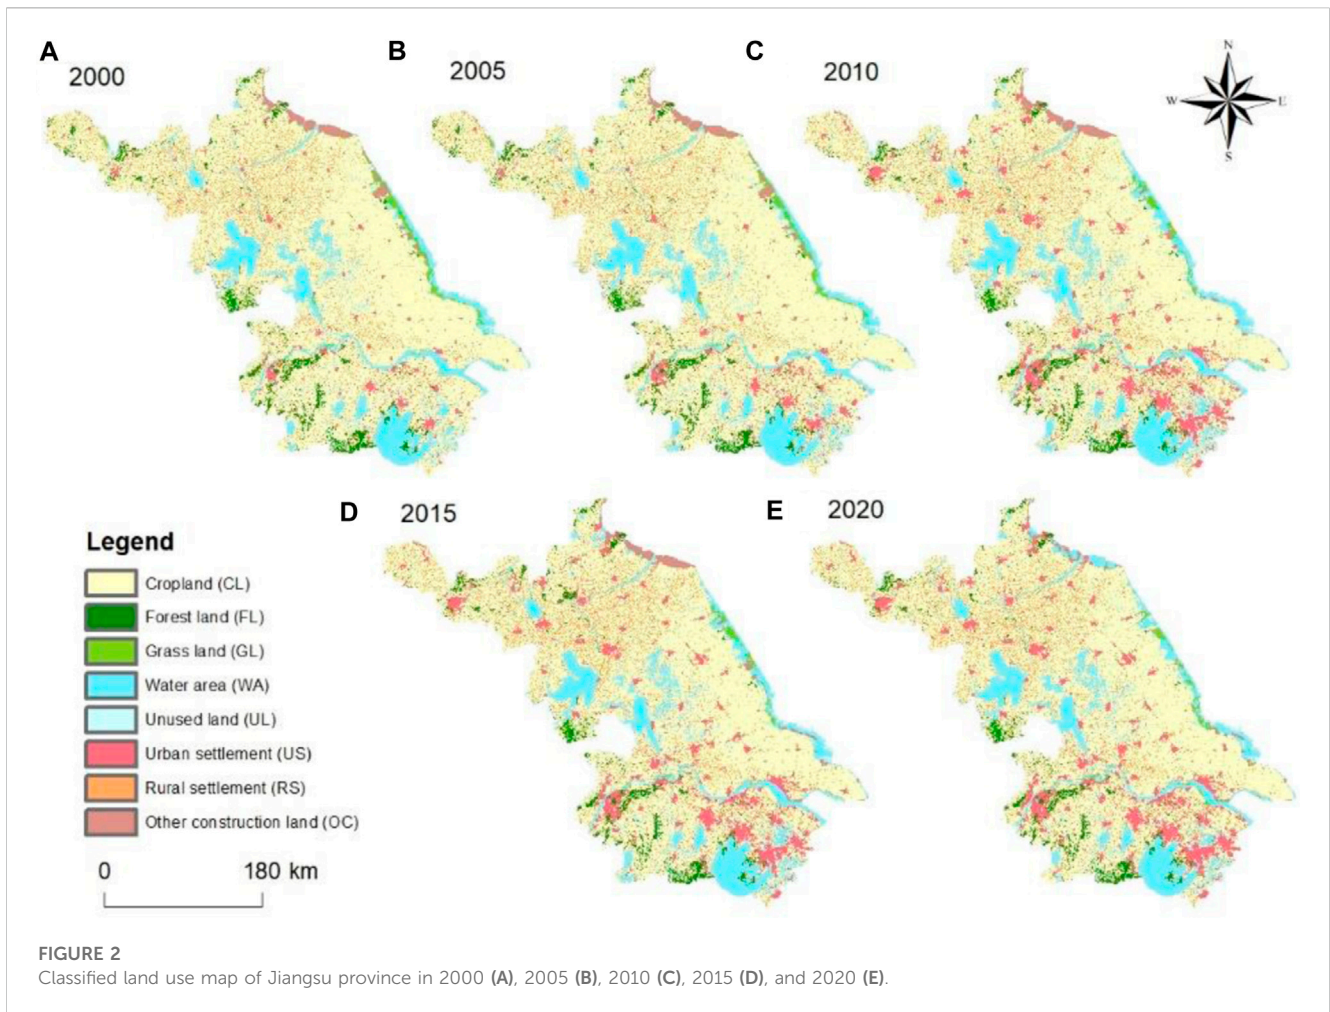 A
2000
B
2005
C
2010
N
W
E
S
D
2015
E
2020
Legend
Cropland (CL)
Forest land (FL)
Grass land (GL)
Water area (WA)
Unused land (UL)
Urban settlement (US)
Rural settlement (RS)
Other construction land (OC)
0
180 km
FIGURE 2
Classified land use map of Jiangsu province in 2000 (A), 2005 (B), 2010 (C), 2015 (D), and 2020 (E).